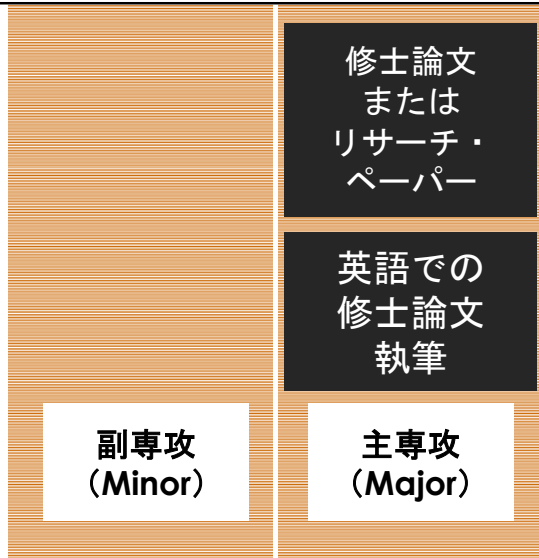 修士論文
または
リサーチ・
ペーパー
英語での
修士論文
執筆
副専攻
（Minor）
主専攻
（Major）